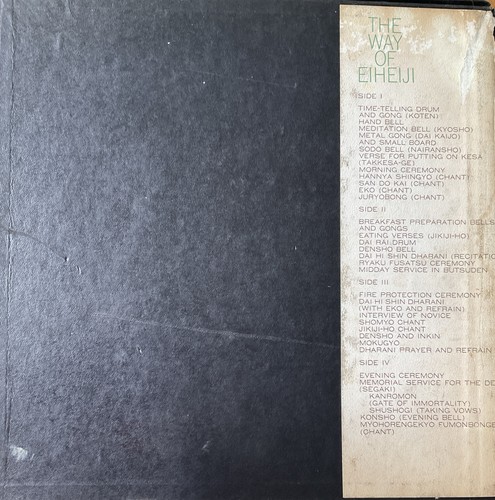 THE
WAY
OF
EIHEIJI
SIDE I
TIME-TELLING DRUM
AND GONG (KOTEN)
HAND BELL
MEDITATION BELL (KYOSHO)
METAL GONG (DAI KAIJO)
AND SMALL BOARD
SODO BELL (NAIRANSHO)
VERSE FOR PUTTING ON KESA
(TAKKESA-GE)
MORNING CEREMONY
HANNYA SHINGYO (CHANT)
SAN DO KAI (CHANT)
EKO (CHANT)
JURYOBONG (CHANT)
SIDE II
BREAKFAST PREPARATION BELLS
AND GONGS
EATING VERSES (JIKIJI-HO)
DAI RAI DRUM
DENSHO BELL
DAI HI SHIN DHARANI (RECITATIO
RYAKU FUSATSU CEREMONY
MIDDAY SERVICE IN BUTSUDEN
SIDE III
FIRE PROTECTION CEREMONY
DAI HI SHIN DHARANI
(WITH EKO AND REFRAIN)
INTERVIEW OF NOVICE
SHOMYO CHANT
JIKIJI-HO CHANT
DENSHO AND INKIN
MOKUGYO
DHARANI PRAYER AND REFRAIN
SIDE IV
EVENING CEREMONY
MEMORIAL SERVICE FOR THE DE
(SEGAKI)
KANROMON
(GATE OF IMMORTALITY)
SHUSHOGI (TAKING VOWS)
KONSHO (EVENING BELL)
MYOHORENGEKYO FUMONBONGE
(CHANT)